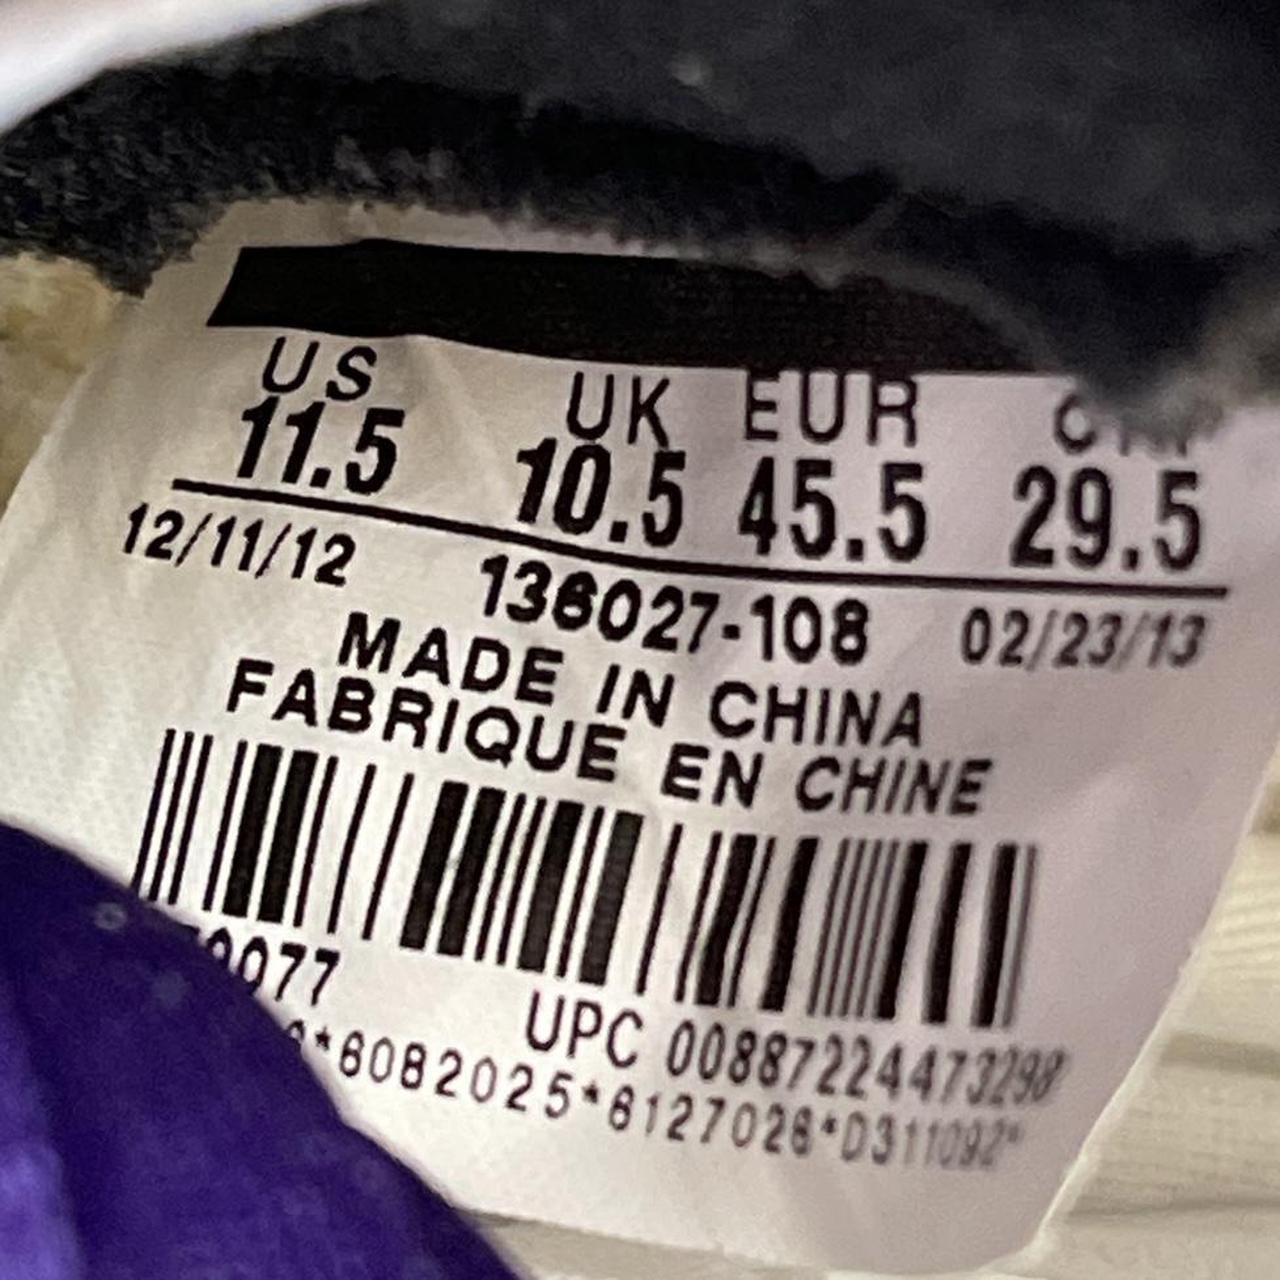 US UK EUR
11.5 10.5 45.5 29.5
12/11/12 136027-108 02/23/13
MADE IN CHINA
FABRIQUE EN CHINE
UPC 00887224473298
*6082025*6127026*D311092*